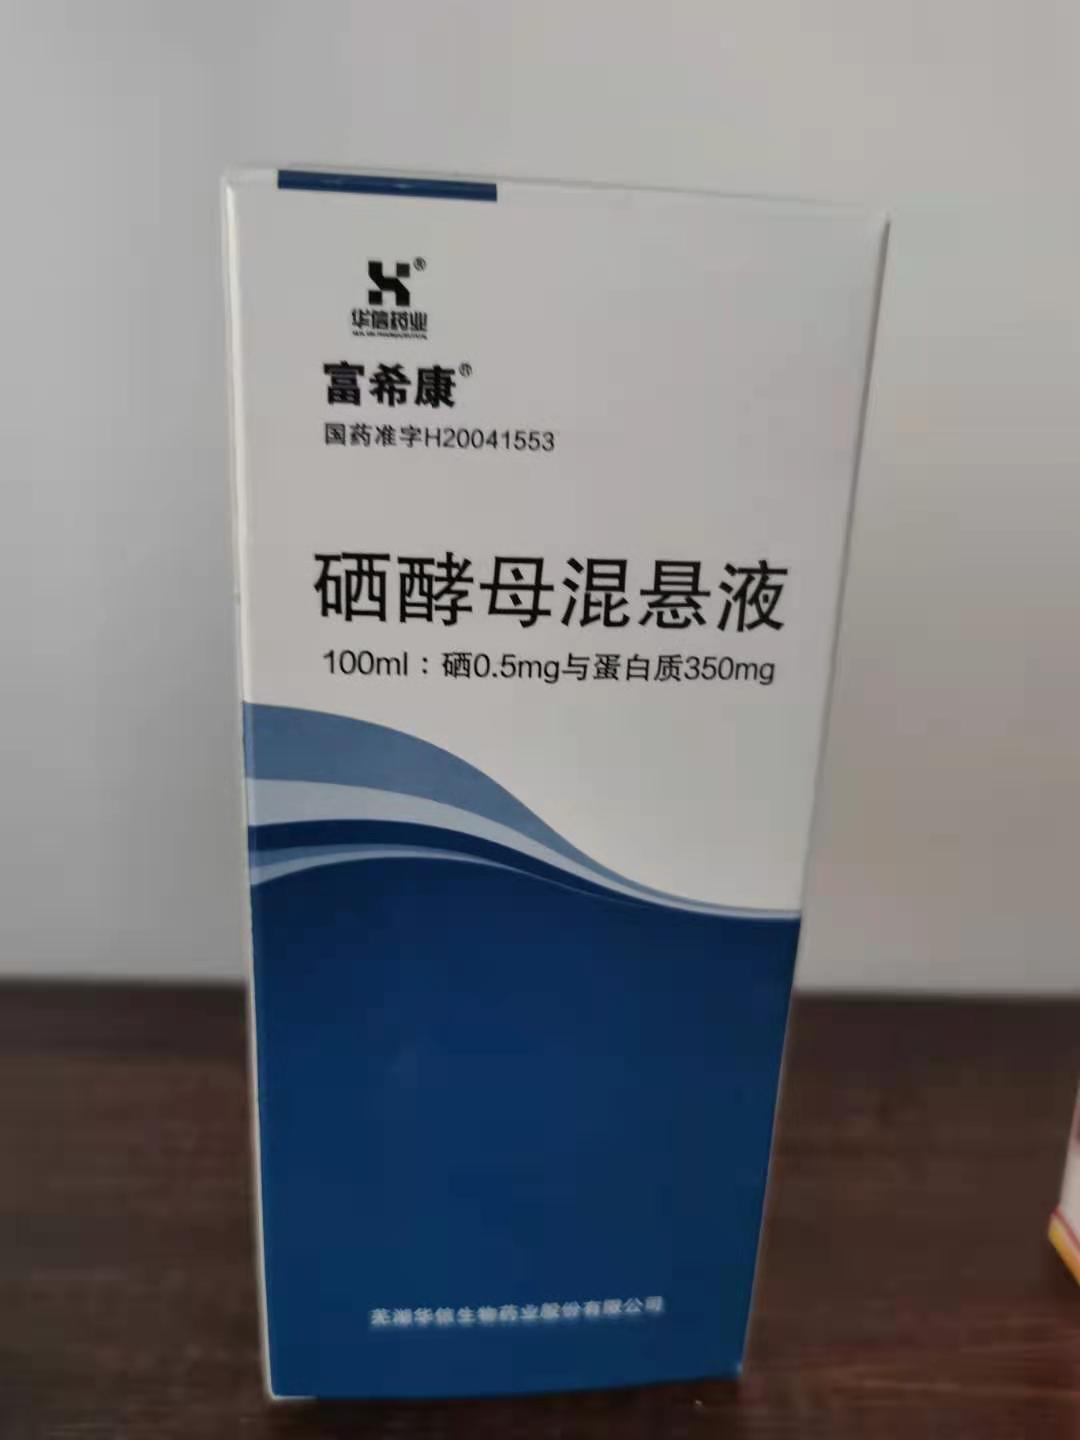 华信药业®
富希康®
国药准字H20041553
硒酵母混悬液
100ml：硒0.5mg与蛋白质350mg
芜湖华信生物药业股份有限公司